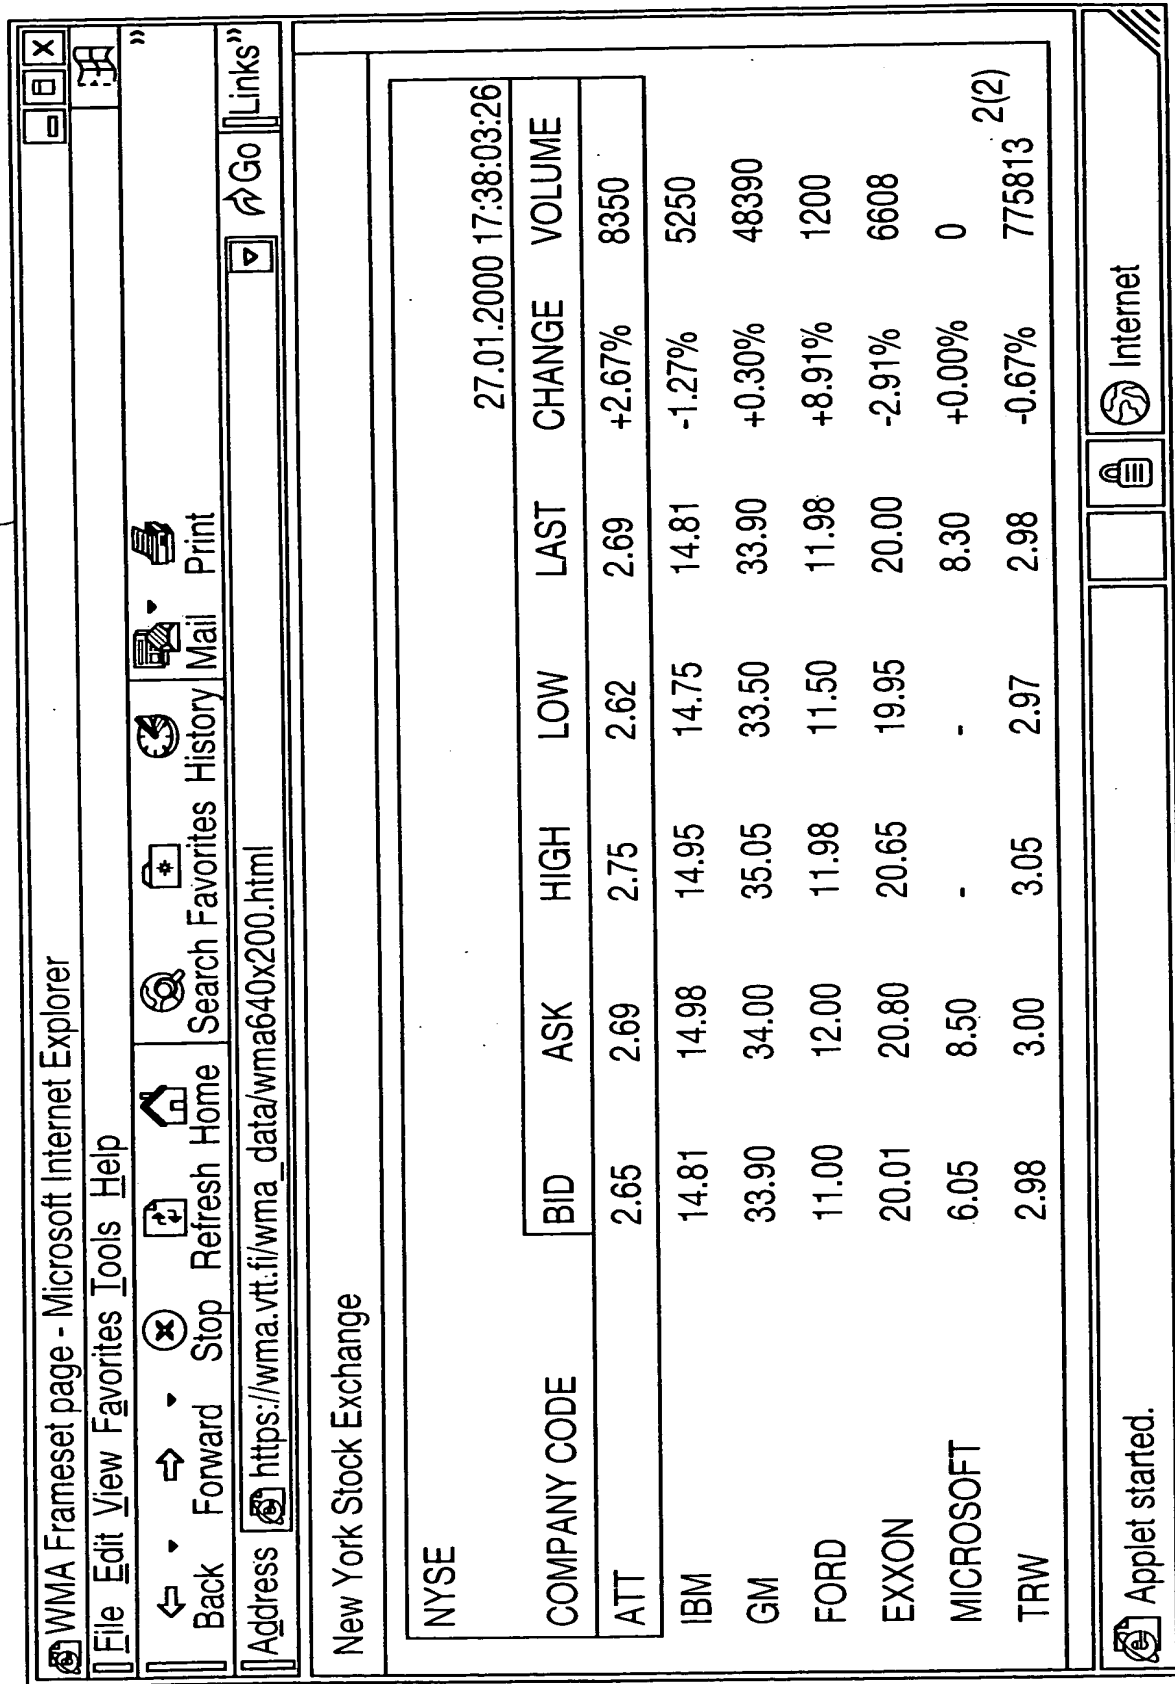 WMA Frameset page - Microsoft Internet Explorer
File Edit View Favorites Tools Help
Back Forward Stop Refresh Home Search Favorites History Mail Print "
Address https://wma.vtt.fi/wma_data/wma640x200.html Go Links"
New York Stock Exchange
NYSE 27.01.2000 17:38:03:26
COMPANY CODE BID ASK HIGH LOW LAST CHANGE VOLUME
ATT 2.65 2.69 2.75 2.62 2.69 +2.67% 8350
IBM 14.81 14.98 14.95 14.75 14.81 -1.27% 5250
GM 33.90 34.00 35.05 33.50 33.90 +0.30% 48390
FORD 11.00 12.00 11.98 11.50 11.98 +8.91% 1200
EXXON 20.01 20.80 20.65 19.95 20.00 -2.91% 6608
MICROSOFT 6.05 8.50 - - 8.30 +0.00% 0
2(2)
TRW 2.98 3.00 3.05 2.97 2.98 -0.67% 775813
Applet started. Internet